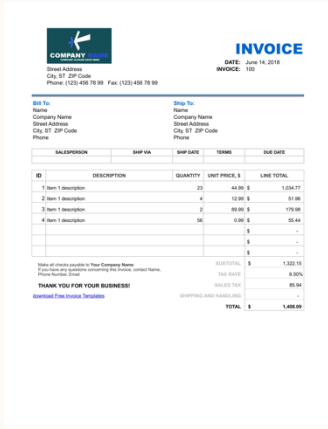 COMPANY NAME
INVOICE
Street Address
City, ST ZIP Code
Phone: (123) 456 78 99 Fax: (123) 456 78 99
DATE: June 14, 2018
INVOICE: 100
Bill To: Ship To:
Name Name
Company Name Company Name
Street Address Street Address
City, ST ZIP Code City, ST ZIP Code
Phone Phone
SALESPERSON SHIP VIA SHIP DATE TERMS DUE DATE
ID DESCRIPTION QUANTITY UNIT PRICE, $ LINE TOTAL
1 Item 1 description 23 44.99 $ 1,034.77
2 Item 1 description 4 12.99 $ 51.96
3 Item 1 description 2 89.99 $ 179.98
4 Item 1 description 56 0.99 $ 55.44
$ -
$ -
$ -
Make all checks payable to Your Company Name
If you have any questions concerning this invoice, contact Name,
Phone Number, Email
THANK YOU FOR YOUR BUSINESS!
download Free Invoice Templates
SUBTOTAL $ 1,322.15
TAX RATE 6.50%
SALES TAX 85.94
SHIPPING AND HANDLING -
TOTAL $ 1,408.09